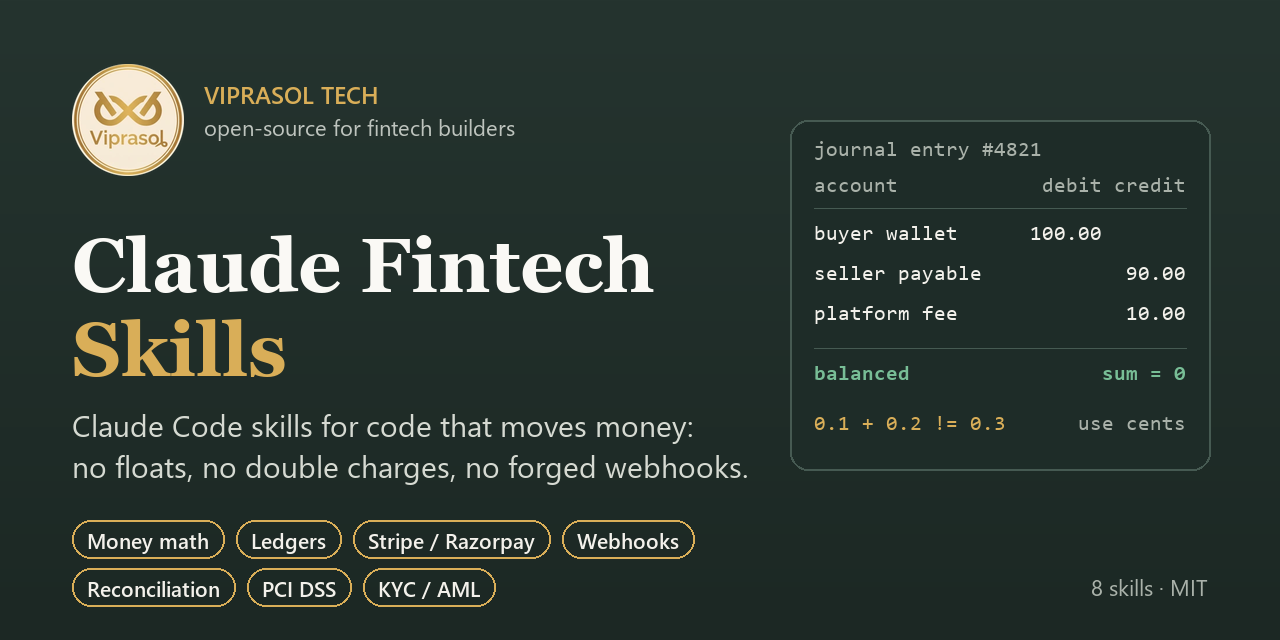 Viprasol
VIPRASOL TECH
open-source for fintech builders
Claude Fintech
Skills
Claude Code skills for code that moves money:
no floats, no double charges, no forged webhooks.
Money math Ledgers Stripe / Razorpay Webhooks
Reconciliation PCI DSS KYC / AML
journal entry #4821
account debit credit
buyer wallet 100.00
seller payable 90.00
platform fee 10.00
balanced sum = 0
0.1 + 0.2 != 0.3 use cents
8 skills · MIT